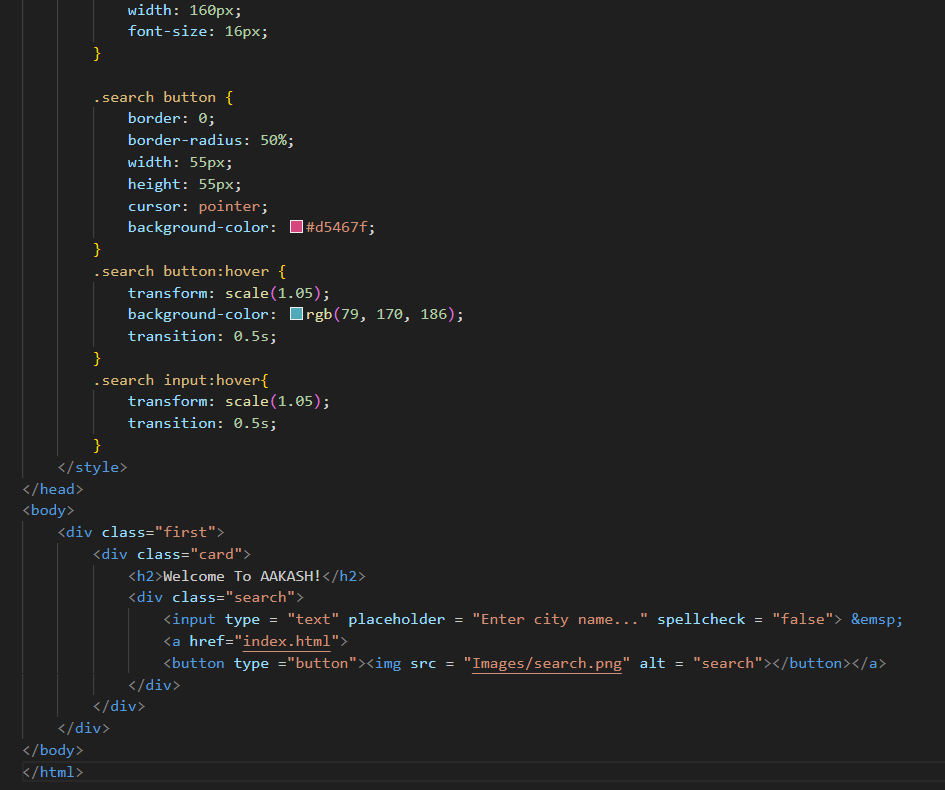 width: 160px;
font-size: 16px;
}
.search button {
border: 0;
border-radius: 50%;
width: 55px;
height: 55px;
cursor: pointer;
background-color: #d5467f;
}
.search button:hover {
transform: scale(1.05);
background-color: rgb(79, 170, 186);
transition: 0.5s;
}
.search input:hover{
transform: scale(1.05);
transition: 0.5s;
}
</style>
</head>
<body>
<div class="first">
<div class="card">
<h2>Welcome To AAKASH!</h2>
<div class="search">
<input type = "text" placeholder = "Enter city name..." spellcheck = "false"> &emsp;
<a href="index.html">
<button type ="button"><img src = "Images/search.png" alt = "search"></button></a>
</div>
</div>
</div>
</body>
</html>